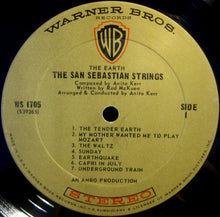 WARNER BROS.
RECORDS
WB
THE EARTH
THE SAN SEBASTIAN STRINGS
Composed by Anita Kerr
Written by Rod McKuen
Arranged & Conducted by Anita Kerr
WS 1705
(S39265)
SIDE
1
1 - THE TENDER EARTH
2 - MY MOTHER WANTED ME TO PLAY
MOZART
3 - THE WALTZ
4 - SUNDAY
5 - EARTHQUAKE
6 - CAPRI IN JULY
7 - UNDERGROUND TRAIN
PRODUCTION
STEREO